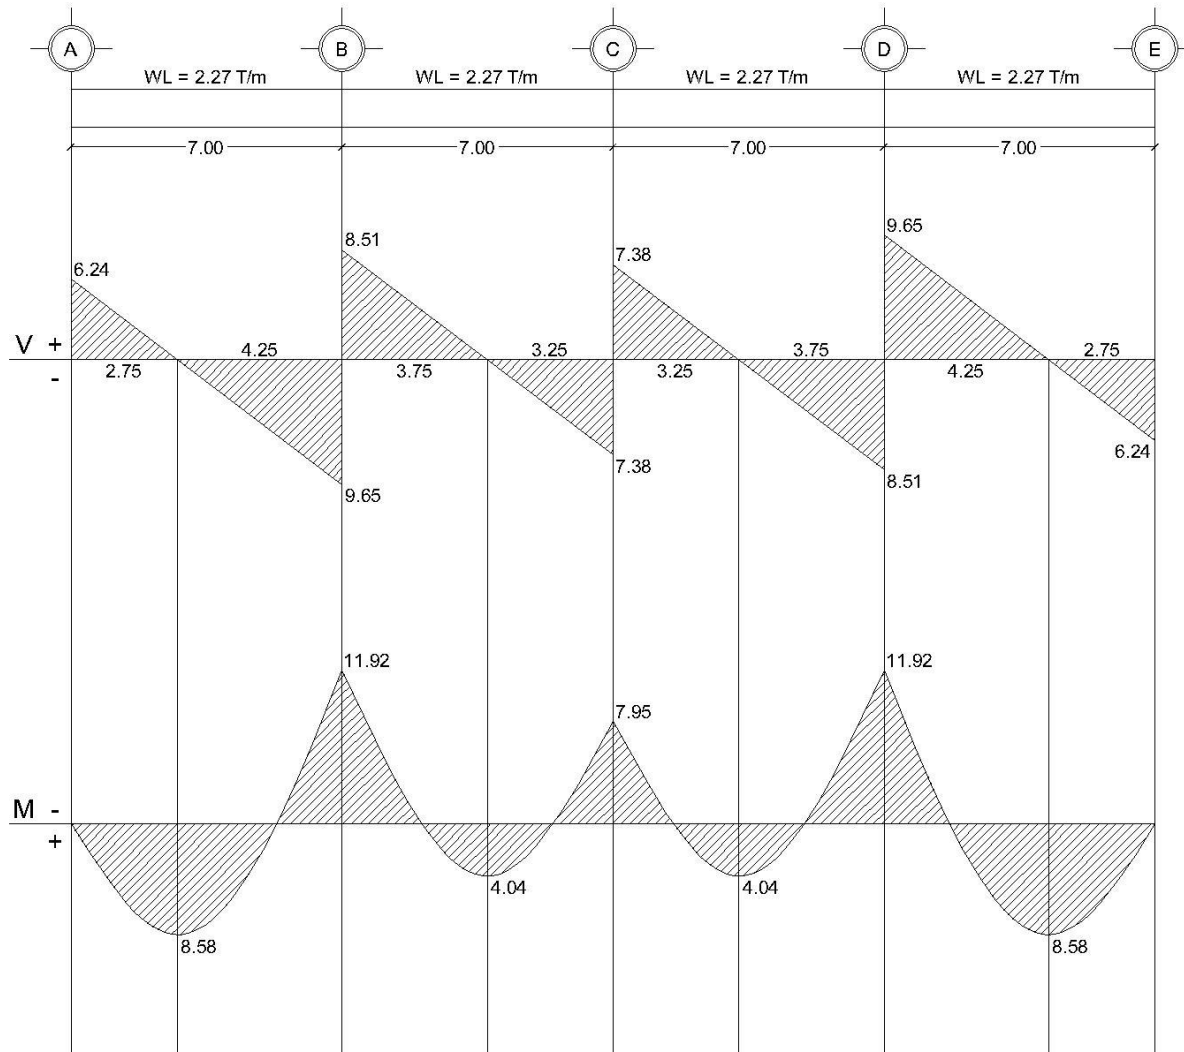 A B C D E
WL = 2.27 T/m WL = 2.27 T/m WL = 2.27 T/m WL = 2.27 T/m
7.00 7.00 7.00 7.00
9.65
8.51
7.38
6.24
V +
4.25 3.25 3.75 2.75
-
2.75 3.75 3.25 4.25
6.24
7.38
8.51
9.65
11.92 11.92
7.95
M -
+
4.04 4.04
8.58 8.58